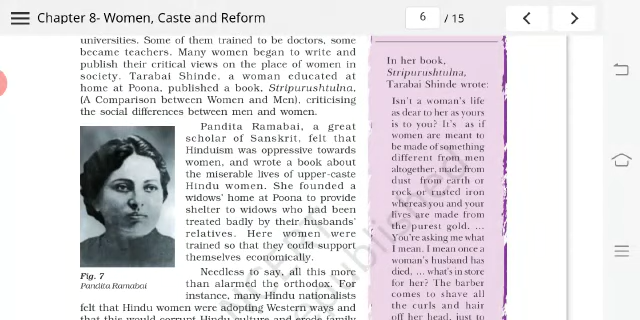 Chapter 8- Women, Caste and Reform
6 / 15
universities. Some of them trained to be doctors, some
became teachers. Many women began to write and
publish their critical views on the place of women in
society. Tarabai Shinde, a woman educated at
home at Poona, published a book, Stripurushtulna,
(A Comparison between Women and Men), criticising
the social differences between men and women.
Pandita Ramabai, a great
scholar of Sanskrit, felt that
Hinduism was oppressive towards
women, and wrote a book about
the miserable lives of upper-caste
Hindu women. She founded a
widows' home at Poona to provide
shelter to widows who had been
treated badly by their husbands'
relatives. Here women were
trained so that they could support
themselves economically.
Fig. 7
Pandita Ramabai
Needless to say, all this more
than alarmed the orthodox. For
instance, many Hindu nationalists
felt that Hindu women were adopting Western ways and
that this would corrupt Hindu culture and erode family
In her book,
Stripurushtulna,
Tarabai Shinde wrote:
Isn't a woman's life
as dear to her as yours
is to you? It's as if
women are meant to
be made of something
different from men
altogether, made from
dust from earth or
rock or rusted iron
whereas you and your
lives are made from
the purest gold. …
You're asking me what
I mean. I mean once a
woman's husband has
died, … what's in store
for her? The barber
comes to shave all
the curls and hair
off her head, just to